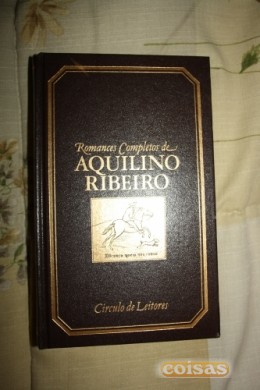 Romances Completos de
AQUILINO
RIBEIRO
Círculo de Leitores
coisas